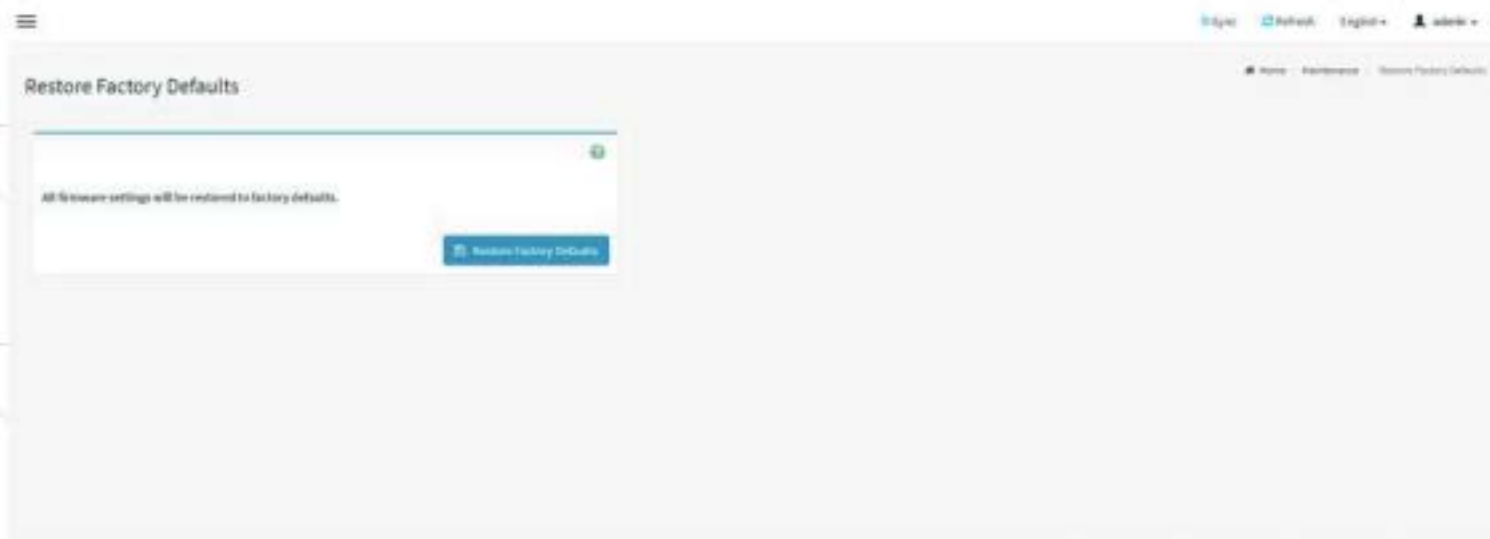 Sync Refresh English admin
Home Maintenance Restore Factory Defaults
Restore Factory Defaults
All firmware settings will be restored to factory defaults.
Restore Factory Defaults